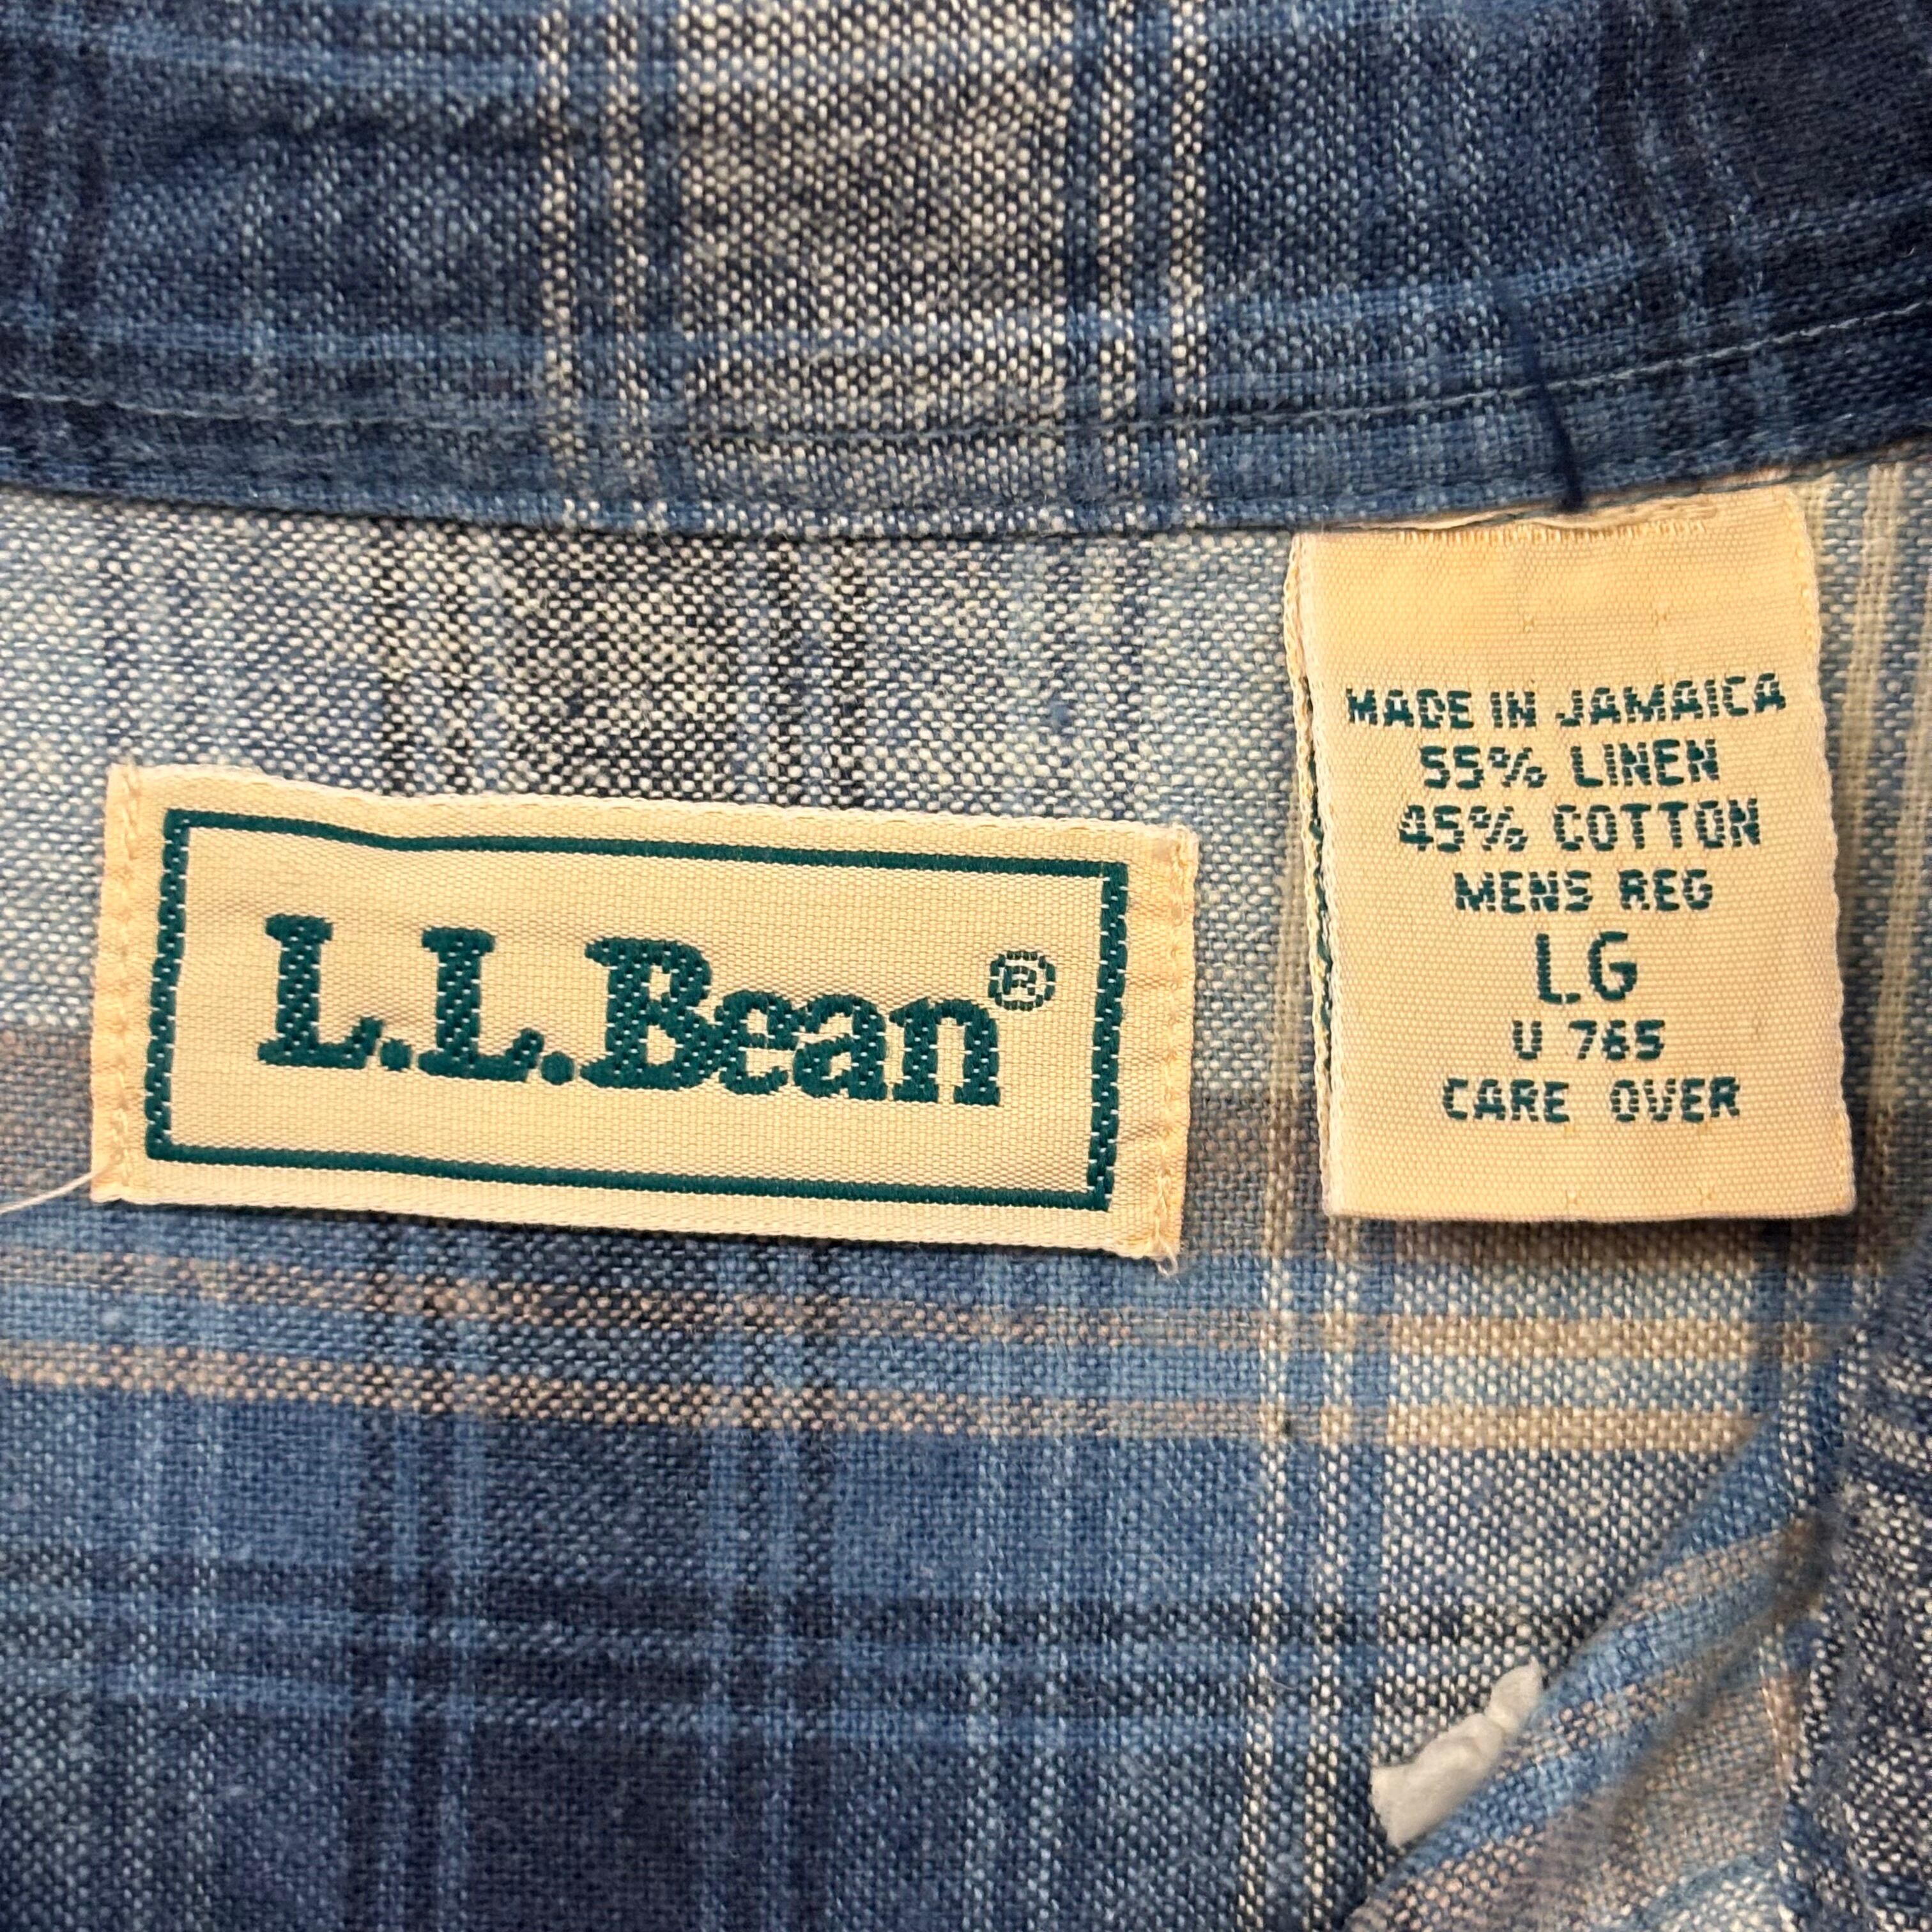 L.L.Bean®
MADE IN JAMAICA
55% LINEN
45% COTTON
MENS REG
LG
U 765
CARE OVER